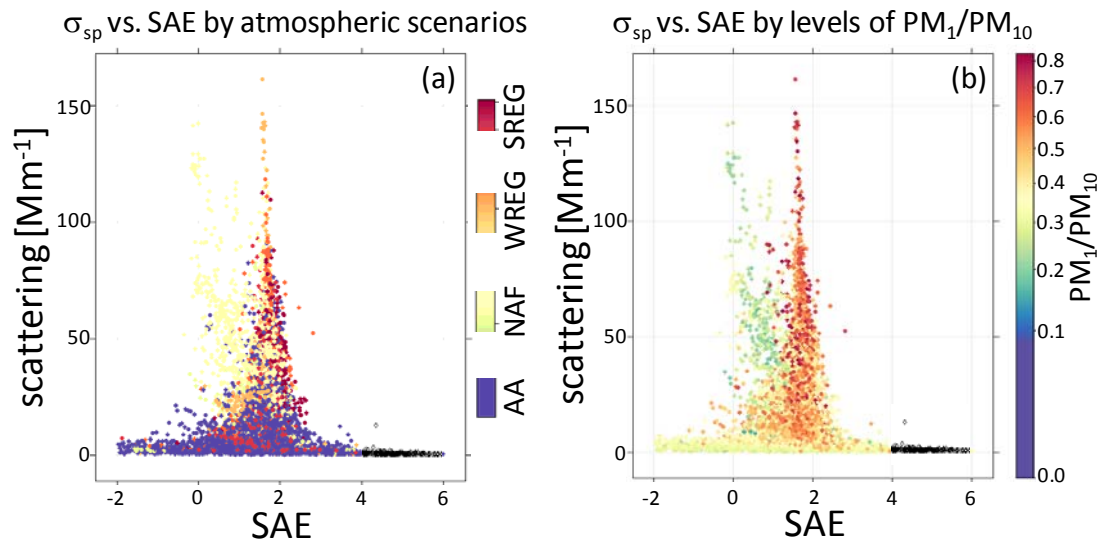 σsp vs. SAE by atmospheric scenarios
(a)
scattering [Mm-1]
150
100
50
0
-2 0 2 4 6
SAE
SREG
WREG
NAF
AA
σsp vs. SAE by levels of PM1/PM10
(b)
scattering [Mm-1]
150
100
50
0
-2 0 2 4 6
SAE
0.8
0.7
0.6
0.5
0.4
0.3
0.2
0.1
0.0
PM1/PM10